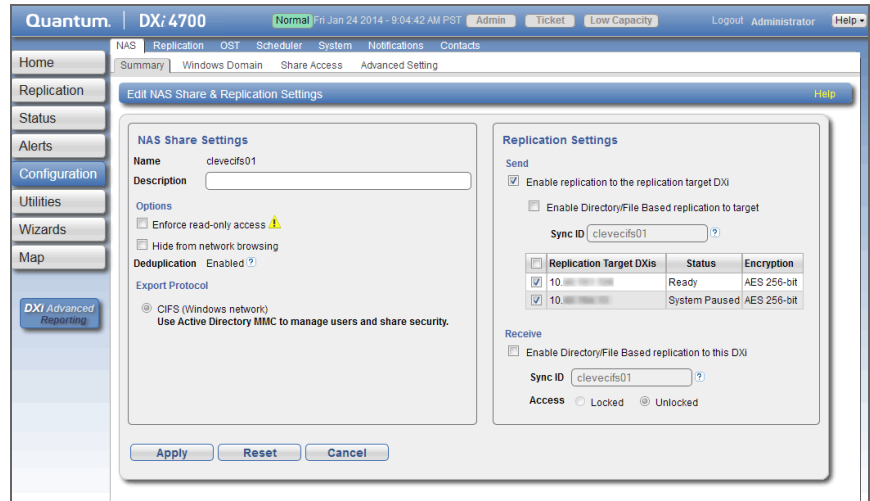 Quantum. DXi 4700 Normal Fri Jan 24 2014 - 9:04:42 AM PST Admin Ticket Low Capacity Logout Administrator Help
NAS Replication OST Scheduler System Notifications Contacts
Summary Windows Domain Share Access Advanced Setting
Home
Replication
Status
Alerts
Configuration
Utilities
Wizards
Map
DXi Advanced
Reporting
Edit NAS Share & Replication Settings Help
NAS Share Settings
Name clevecifs01
Description
Options
Enforce read-only access
Hide from network browsing
Deduplication Enabled ?
Export Protocol
CIFS (Windows network)
Use Active Directory MMC to manage users and share security.
Replication Settings
Send
Enable replication to the replication target DXi
Enable Directory/File Based replication to target
Sync ID clevecifs01 ?
Replication Target DXis Status Encryption
10. Ready AES 256-bit
10. System Paused AES 256-bit
Receive
Enable Directory/File Based replication to this DXi
Sync ID clevecifs01 ?
Access Locked Unlocked
Apply Reset Cancel